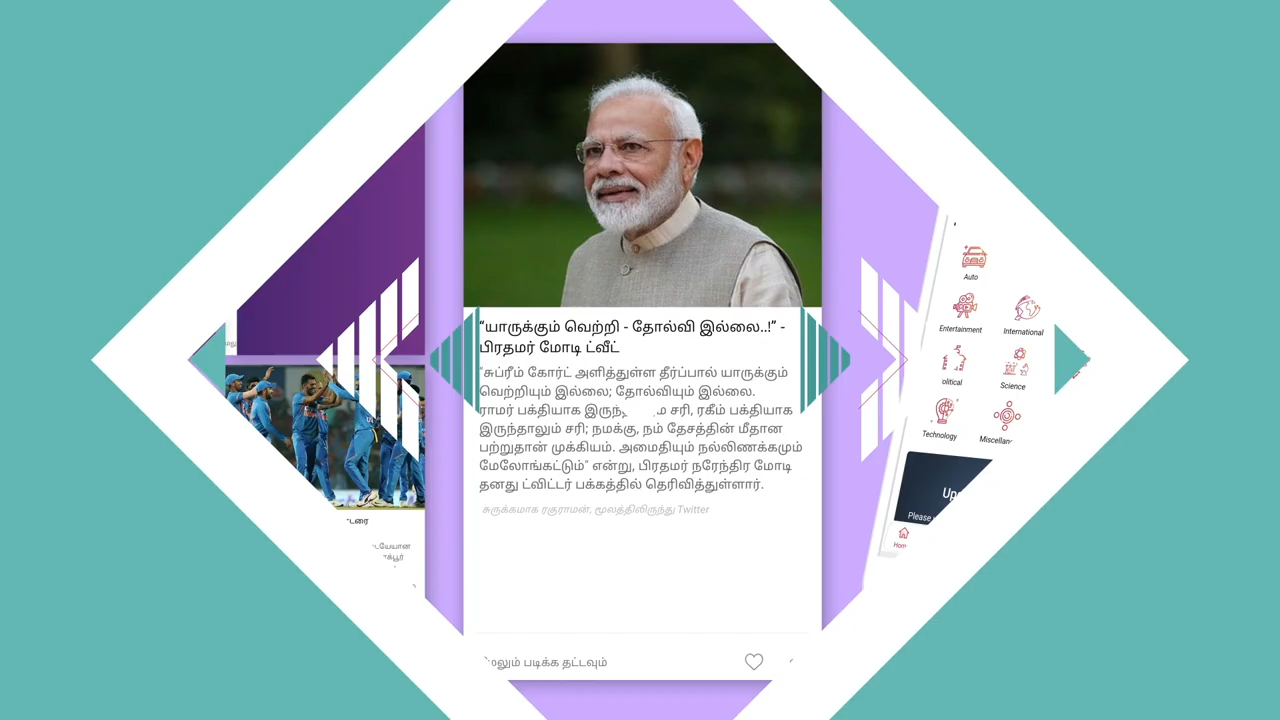 “யாருக்கும் வெற்றி - தோல்வி இல்லை..!” -
பிரதமர் மோடி ட்வீட்
"சுப்ரீம் கோர்ட் அளித்துள்ள தீர்ப்பால் யாருக்கும்
வெற்றியும் இல்லை; தோல்வியும் இல்லை.
ராமர் பக்தியாக சரி, ரகீம் பக்தியாக
இருந்தாலும் சரி; நமக்கு, நம் தேசத்தின் மீதான
பற்றுதான் முக்கியம். அமைதியும் நல்லிணக்கமும்
மேலோங்கட்டும்" என்று, பிரதமர் நரேந்திர மோடி
தனது ட்விட்டர் பக்கத்தில் தெரிவித்துள்ளார்.
சுருக்கமாக ரகுராமன், மூலத்திலிருந்து Twitter
படிக்க தட்டவும்
Auto
Entertainment
International
Science
Technology